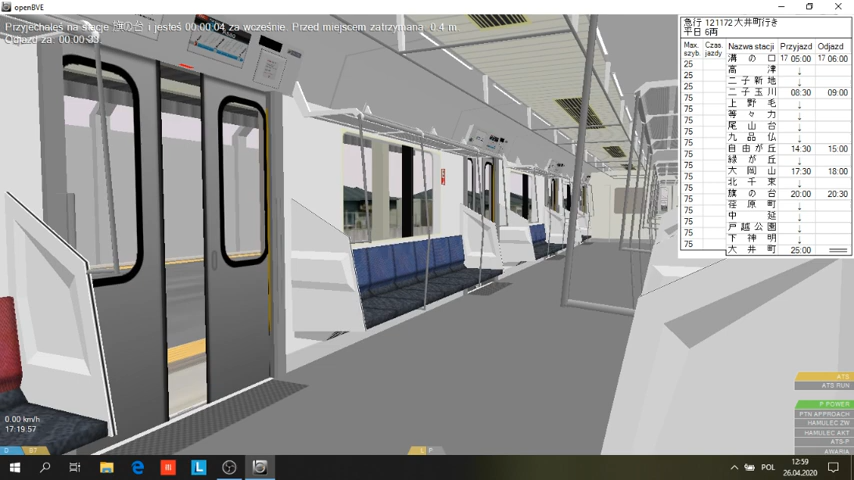 openBVE
Przyjechałeś na stację 旗の台 i jesteś 00:00:04 za wcześnie. Przed miejscem zatrzymania: 0.4 m
Odjazd za: 00:00:33
急行 121172 大井町行き
平日 6両
Max. szyb. Czas. jazdy Nazwa stacji Przyjazd Odjazd
溝の口 17 05:00 17 06:00
25
高津 ↓
25
二子新地 ↓
25
二子玉川 08:30 09:00
75
上野毛 ↓
75
等々力 ↓
75
尾山台 ↓
75
九品仏 ↓
75
自由が丘 14:30 15:00
75
緑が丘 ↓
75
大岡山 17:30 18:00
75
北千束 ↓
75
旗の台 20:00 20:30
75
荏原町 ↓
75
中延 ↓
75
戸越公園 ↓
75
下神明 ↓
75
大井町 25:00
ATS
ATS RUN
P POWER
PTN APPROACH
HAMULEC ZW
HAMULEC AKT
ATS-P
AWARIA
0.00 km/h
17:19:57
D B7
L P
POL
12:59
26.04.2020